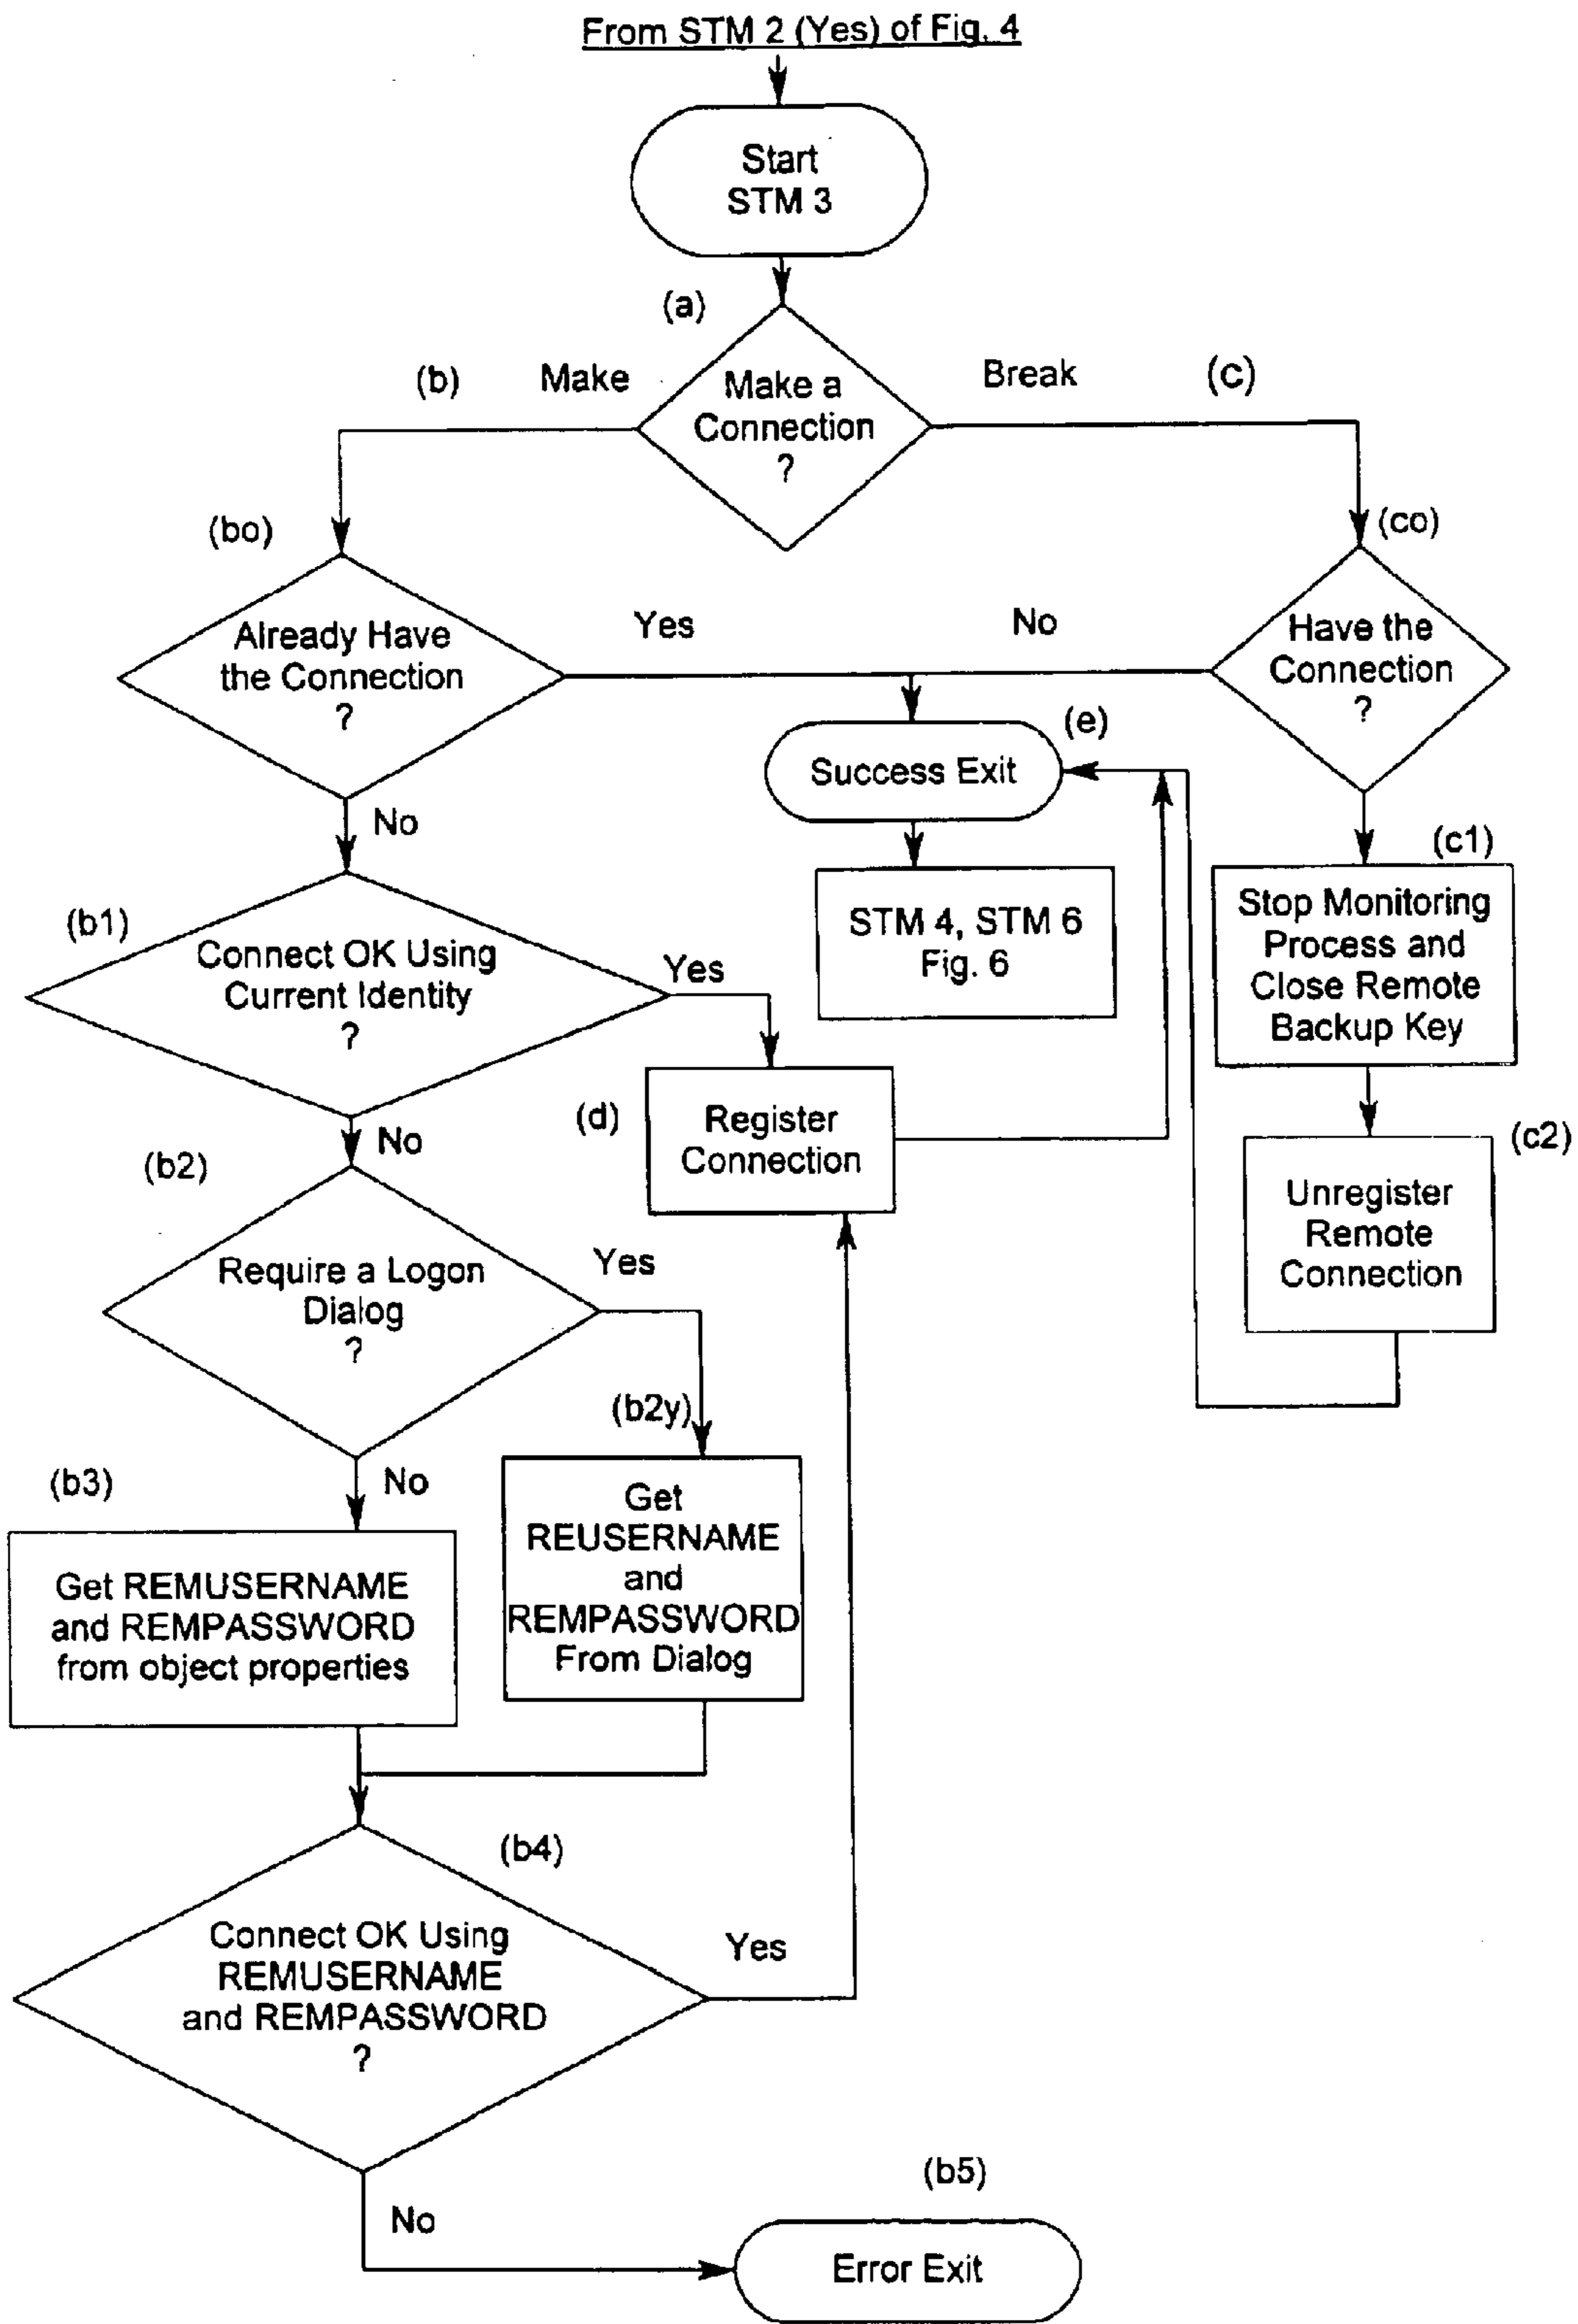 From STM 2 (Yes) of Fig. 4
Start
STM 3
(a)
(b)
Make
Make a
Connection
?
Break
(c)
(bo)
(co)
Already Have
the Connection
?
Yes
No
Have the
Connection
?
(e)
Success Exit
No
(c1)
(b1)
Connect OK Using
Current Identity
?
Yes
STM 4, STM 6
Fig. 6
Stop Monitoring
Process and
Close Remote
Backup Key
(d)
Register
Connection
No
(c2)
(b2)
Unregister
Remote
Connection
Require a Logon
Dialog
?
Yes
(b2y)
No
(b3)
Get REMUSERNAME
and REMPASSWORD
from object properties
Get
REUSERNAME
and
REMPASSWORD
From Dialog
(b4)
Connect OK Using
REMUSERNAME
and REMPASSWORD
?
Yes
No
(b5)
Error Exit